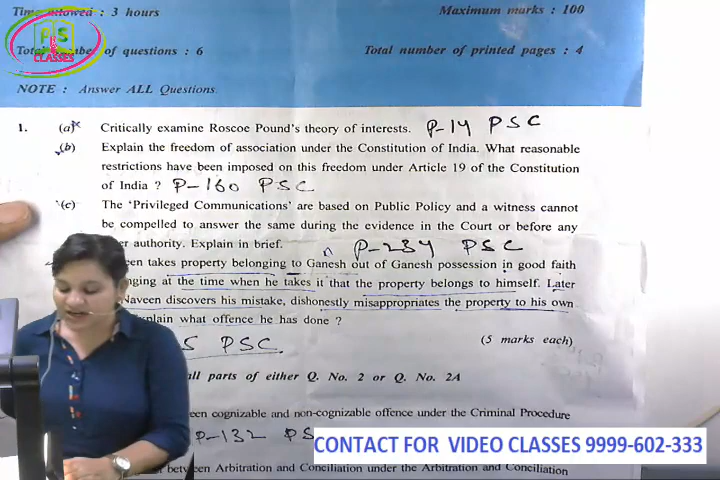 Time allowed : 3 hours
Maximum marks : 100
PS
CLASSES
Total number of questions : 6
Total number of printed pages : 4
NOTE : Answer ALL Questions.
1. (a) Critically examine Roscoe Pound's theory of interests. P-14 PSC
(b) Explain the freedom of association under the Constitution of India. What reasonable
restrictions have been imposed on this freedom under Article 19 of the Constitution
of India ? P-160 PSC
(c) The 'Privileged Communications' are based on Public Policy and a witness cannot
be compelled to answer the same during the evidence in the Court or before any
authority. Explain in brief. P-234 PSC
takes property belonging to Ganesh out of Ganesh possession in good faith
at the time when he takes it that the property belongs to himself. Later
Naveen discovers his mistake, dishonestly misappropriates the property to his own
what offence he has done ?
5 PSC.
(5 marks each)
all parts of either Q. No. 2 or Q. No. 2A
cognizable and non-cognizable offence under the Criminal Procedure
P-132 PS
CONTACT FOR VIDEO CLASSES 9999-602-333
between Arbitration and Conciliation under the Arbitration and Conciliation